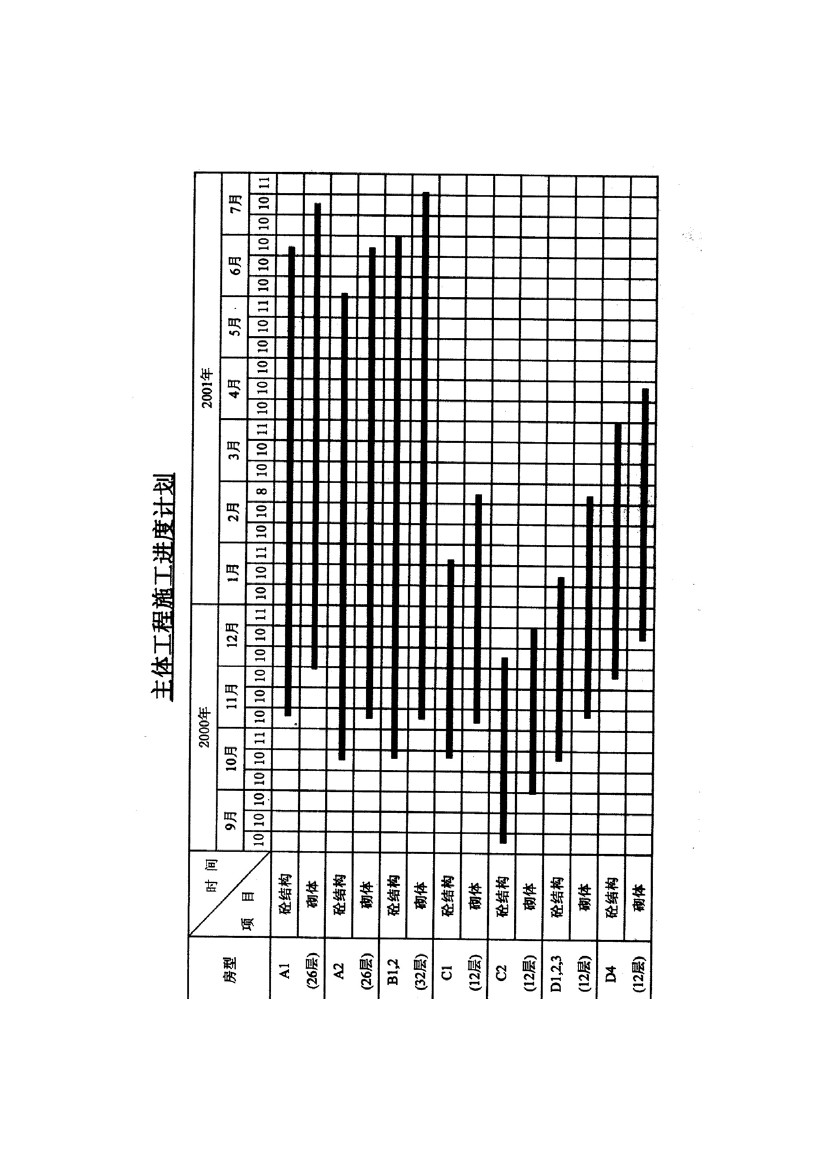 主体工程施工进度计划
房型 时间 项目 2000年 2001年
9月 10月 11月 12月 1月 2月 3月 4月 5月 6月 7月
10 10 10 10 10 11 10 10 10 10 10 11 10 10 11 10 10 8 10 10 11 10 10 10 10 10 11 10 10 10 10 10 11
A1 砼结构
(26层) 砌体
A2 砼结构
(26层) 砌体
B1,2 砼结构
(32层) 砌体
C1 砼结构
(12层) 砌体
C2 砼结构
(12层) 砌体
D1,2,3 砼结构
(12层) 砌体
D4 砼结构
(12层) 砌体